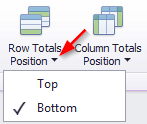 Row Totals Column Totals
Position Position
Top
Bottom